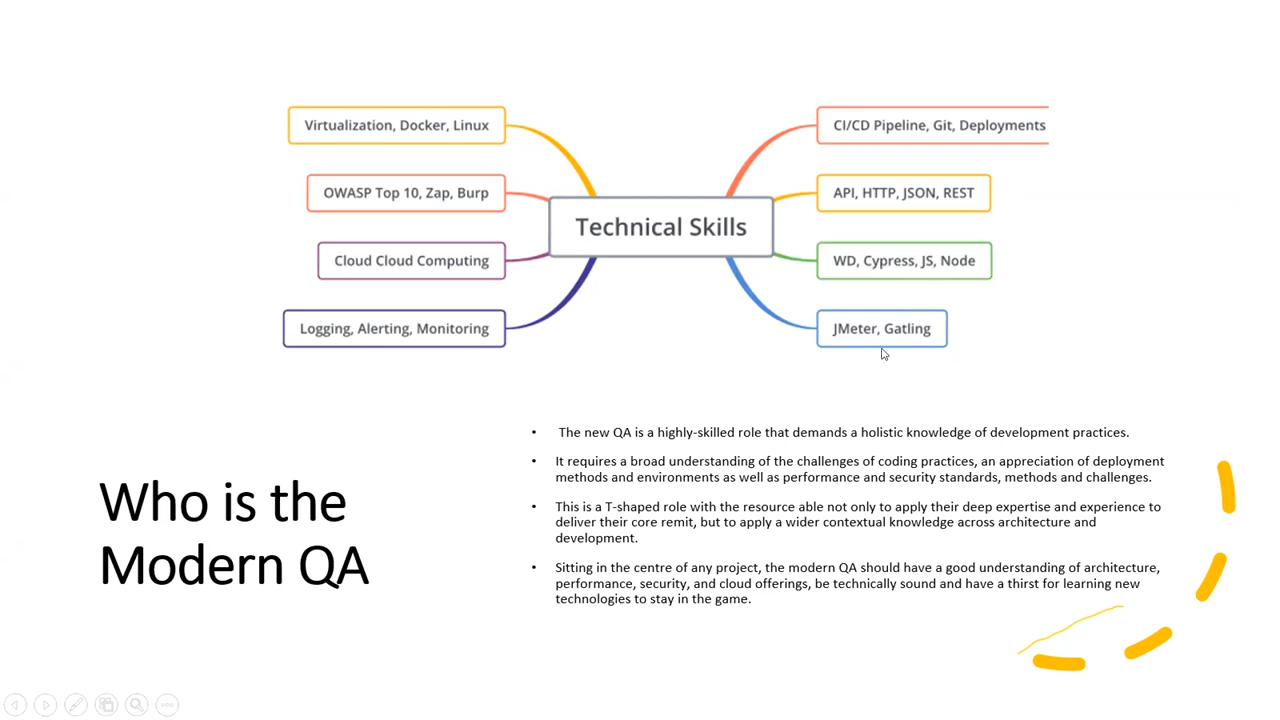 Virtualization, Docker, Linux
OWASP Top 10, Zap, Burp
Cloud Cloud Computing
Logging, Alerting, Monitoring
Technical Skills
CI/CD Pipeline, Git, Deployments
API, HTTP, JSON, REST
WD, Cypress, JS, Node
JMeter, Gatling
Who is the
Modern QA
• The new QA is a highly-skilled role that demands a holistic knowledge of development practices.
• It requires a broad understanding of the challenges of coding practices, an appreciation of deployment
methods and environments as well as performance and security standards, methods and challenges.
• This is a T-shaped role with the resource able not only to apply their deep expertise and experience to
deliver their core remit, but to apply a wider contextual knowledge across architecture and
development.
• Sitting in the centre of any project, the modern QA should have a good understanding of architecture,
performance, security, and cloud offerings, be technically sound and have a thirst for learning new
technologies to stay in the game.